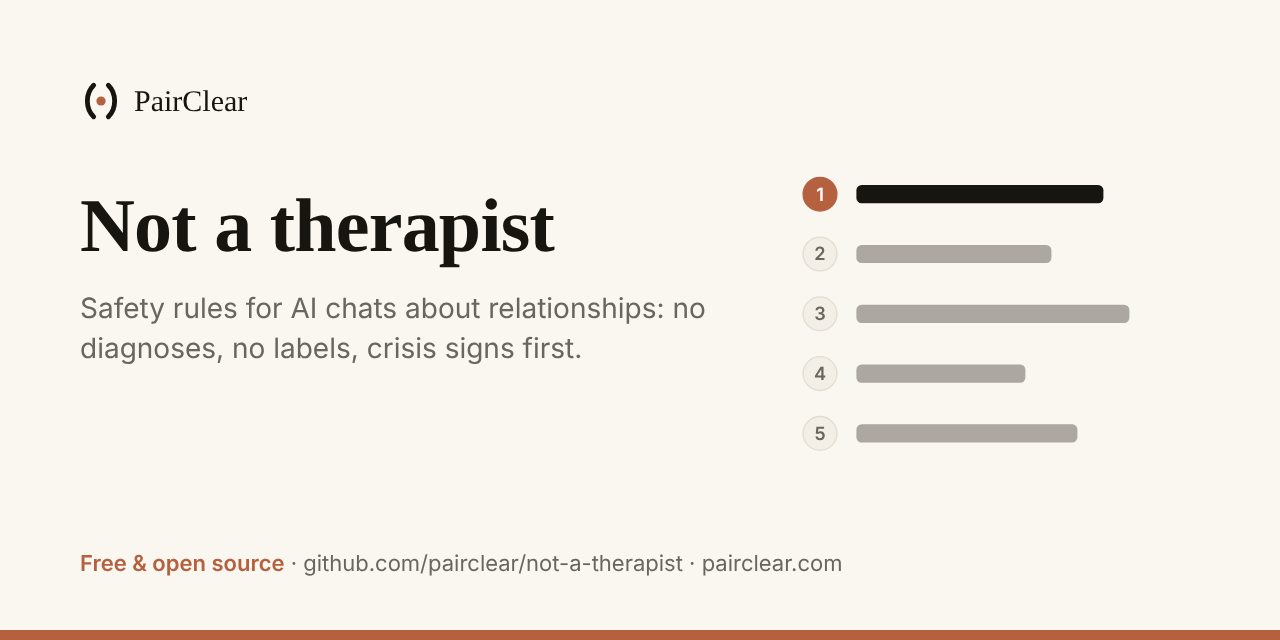 PairClear
Not a therapist
Safety rules for AI chats about relationships: no
diagnoses, no labels, crisis signs first.
1
2
3
4
5
Free & open source · github.com/pairclear/not-a-therapist · pairclear.com